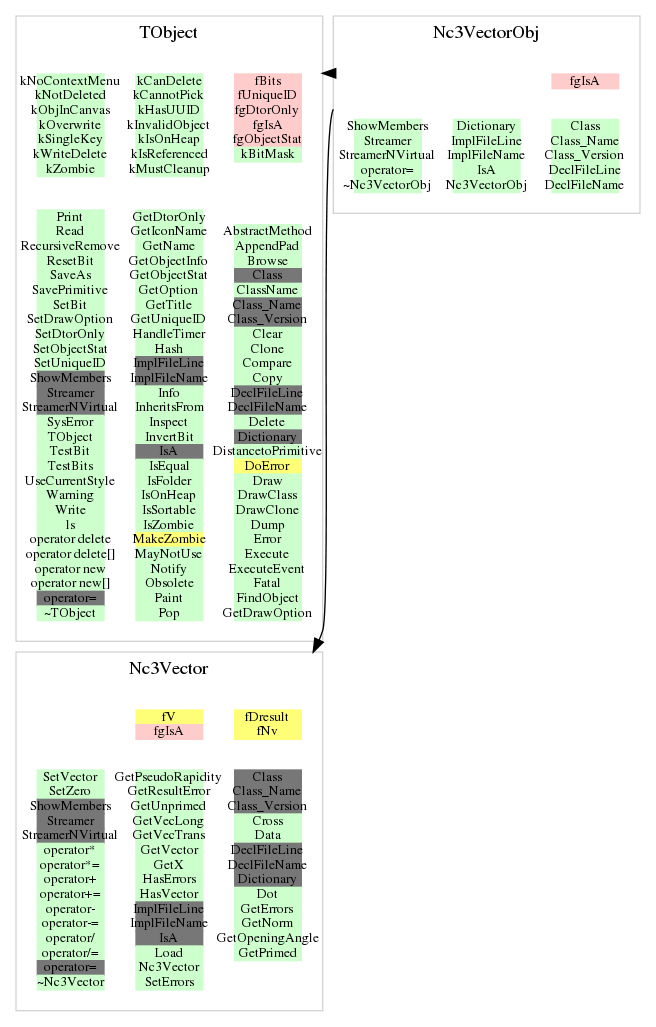 TObject
kNoContextMenu kCanDelete fBits
kNotDeleted kCannotPick fUniqueID
kObjInCanvas kHasUUID fgDtorOnly
kOverwrite kInvalidObject fgIsA
kSingleKey kIsOnHeap fgObjectStat
kWriteDelete kIsReferenced kBitMask
kZombie kMustCleanup
Print GetDtorOnly
Read GetIconName AbstractMethod
RecursiveRemove GetName AppendPad
ResetBit GetObjectInfo Browse
SaveAs GetObjectStat Class
SavePrimitive GetOption ClassName
SetBit GetTitle Class_Name
SetDrawOption GetUniqueID Class_Version
SetDtorOnly HandleTimer Clear
SetObjectStat Hash Clone
SetUniqueID ImplFileLine Compare
ShowMembers ImplFileName Copy
Streamer Info DeclFileLine
StreamerNVirtual InheritsFrom DeclFileName
SysError Inspect Delete
TObject InvertBit Dictionary
TestBit IsA DistancetoPrimitive
TestBits IsEqual DoError
UseCurrentStyle IsFolder Draw
Warning IsOnHeap DrawClass
Write IsSortable DrawClone
ls IsZombie Dump
operator delete MakeZombie Error
operator delete[] MayNotUse Execute
operator new Notify ExecuteEvent
operator new[] Obsolete Fatal
operator= Paint FindObject
~TObject Pop GetDrawOption
Nc3VectorObj
fgIsA
ShowMembers Dictionary Class
Streamer ImplFileLine Class_Name
StreamerNVirtual ImplFileName Class_Version
operator= IsA DeclFileLine
~Nc3VectorObj Nc3VectorObj DeclFileName
Nc3Vector
fV fDresult
fgIsA fNv
SetVector GetPseudoRapidity Class
SetZero GetResultError Class_Name
ShowMembers GetUnprimed Class_Version
Streamer GetVecLong Cross
StreamerNVirtual GetVecTrans Data
operator* GetVector DeclFileLine
operator*= GetX DeclFileName
operator+ HasErrors Dictionary
operator+= HasVector Dot
operator- ImplFileLine GetErrors
operator-= ImplFileName GetNorm
operator/ IsA GetOpeningAngle
operator/= Load GetPrimed
operator= Nc3Vector
~Nc3Vector SetErrors